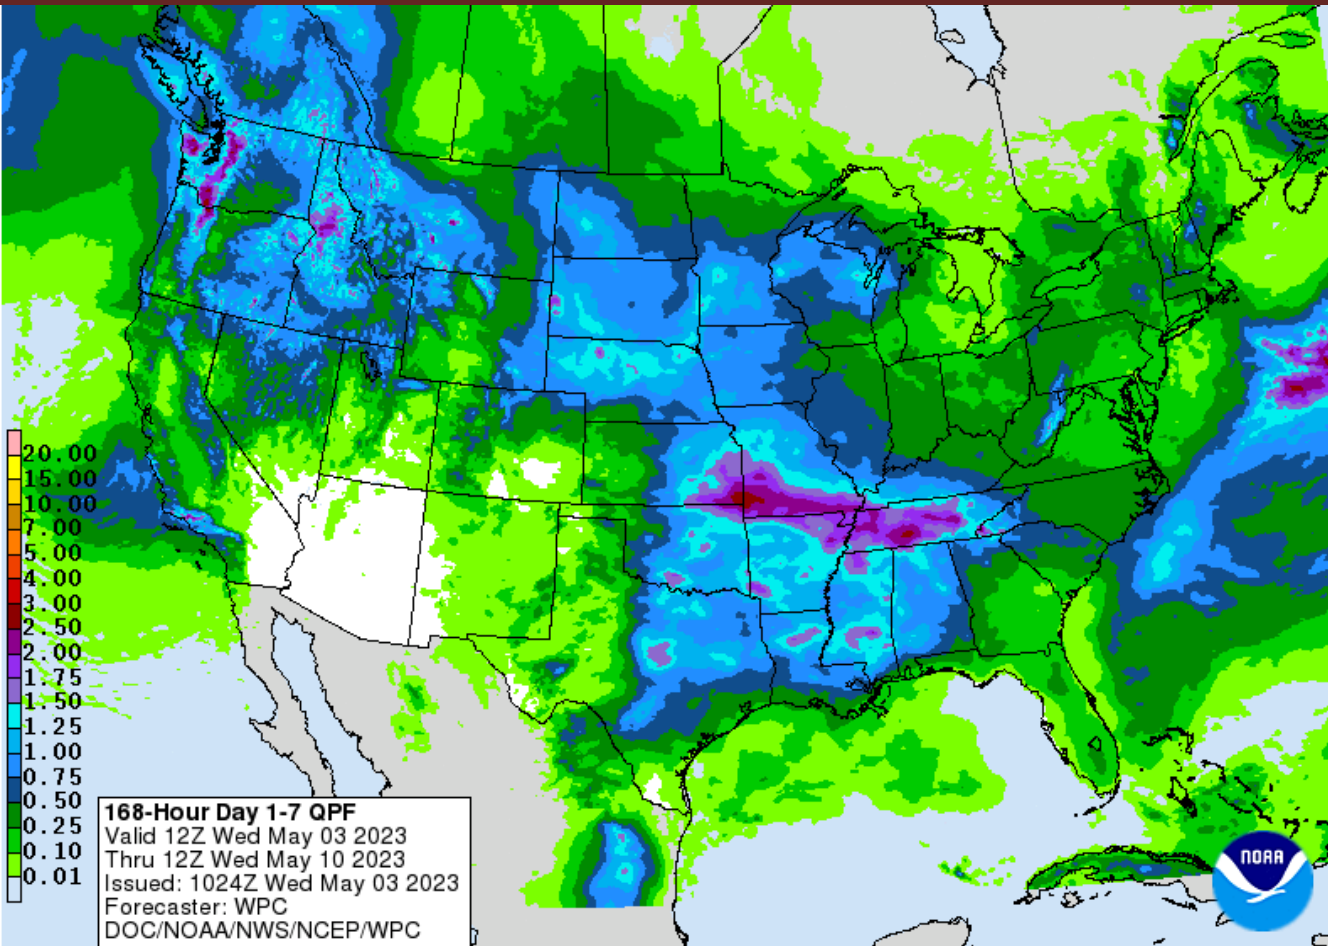 20.00
15.00
10.00
7.00
5.00
4.00
3.00
2.50
2.00
1.75
1.50
1.25
1.00
0.75
0.50
0.25
0.10
0.01
168-Hour Day 1-7 QPF
Valid 12Z Wed May 03 2023
Thru 12Z Wed May 10 2023
Issued: 1024Z Wed May 03 2023
Forecaster: WPC
DOC/NOAA/NWS/NCEP/WPC
NOAA